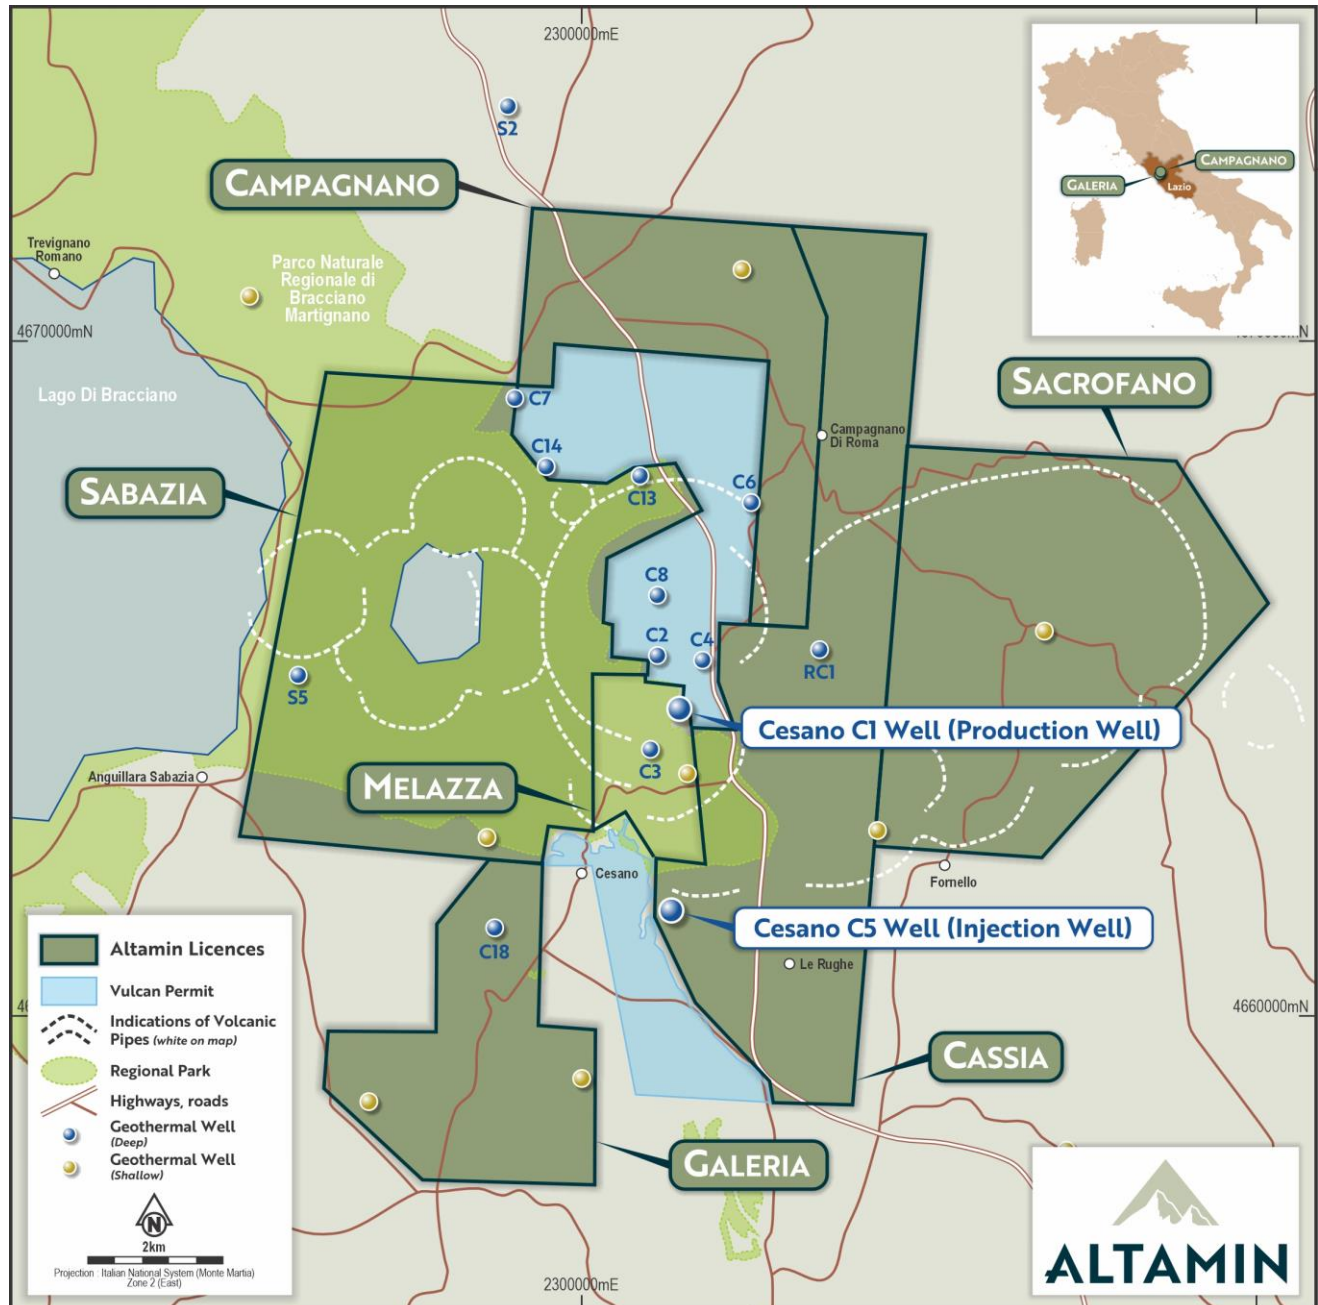 2300000mE
S2
CAMPAGNANO
CAMPAGNANO
GALERIA
Lazio
Trevignano
Romano
Parco Naturale
Regionale di
Bracciano
Martignano
4670000mN
Lago Di Bracciano
SACROFANO
C7
Campagnano
Di Roma
C14
SABAZIA
C13
C6
C8
C2
C4
RC1
S5
Cesano C1 Well (Production Well)
C3
Anguillara Sabazia
MELAZZA
Cesano
Fornello
Cesano C5 Well (Injection Well)
C18
Le Rughe
Altamin Licences
Vulcan Permit
4660000mN
Indications of Volcanic
Pipes (white on map)
CASSIA
Regional Park
Highways, roads
Geothermal Well
(Deep)
Geothermal Well
(Shallow)
GALERIA
N
2km
Projection : Italian National System (Monte Martia)
Zone 2 (East)
2300000mE
ALTAMIN